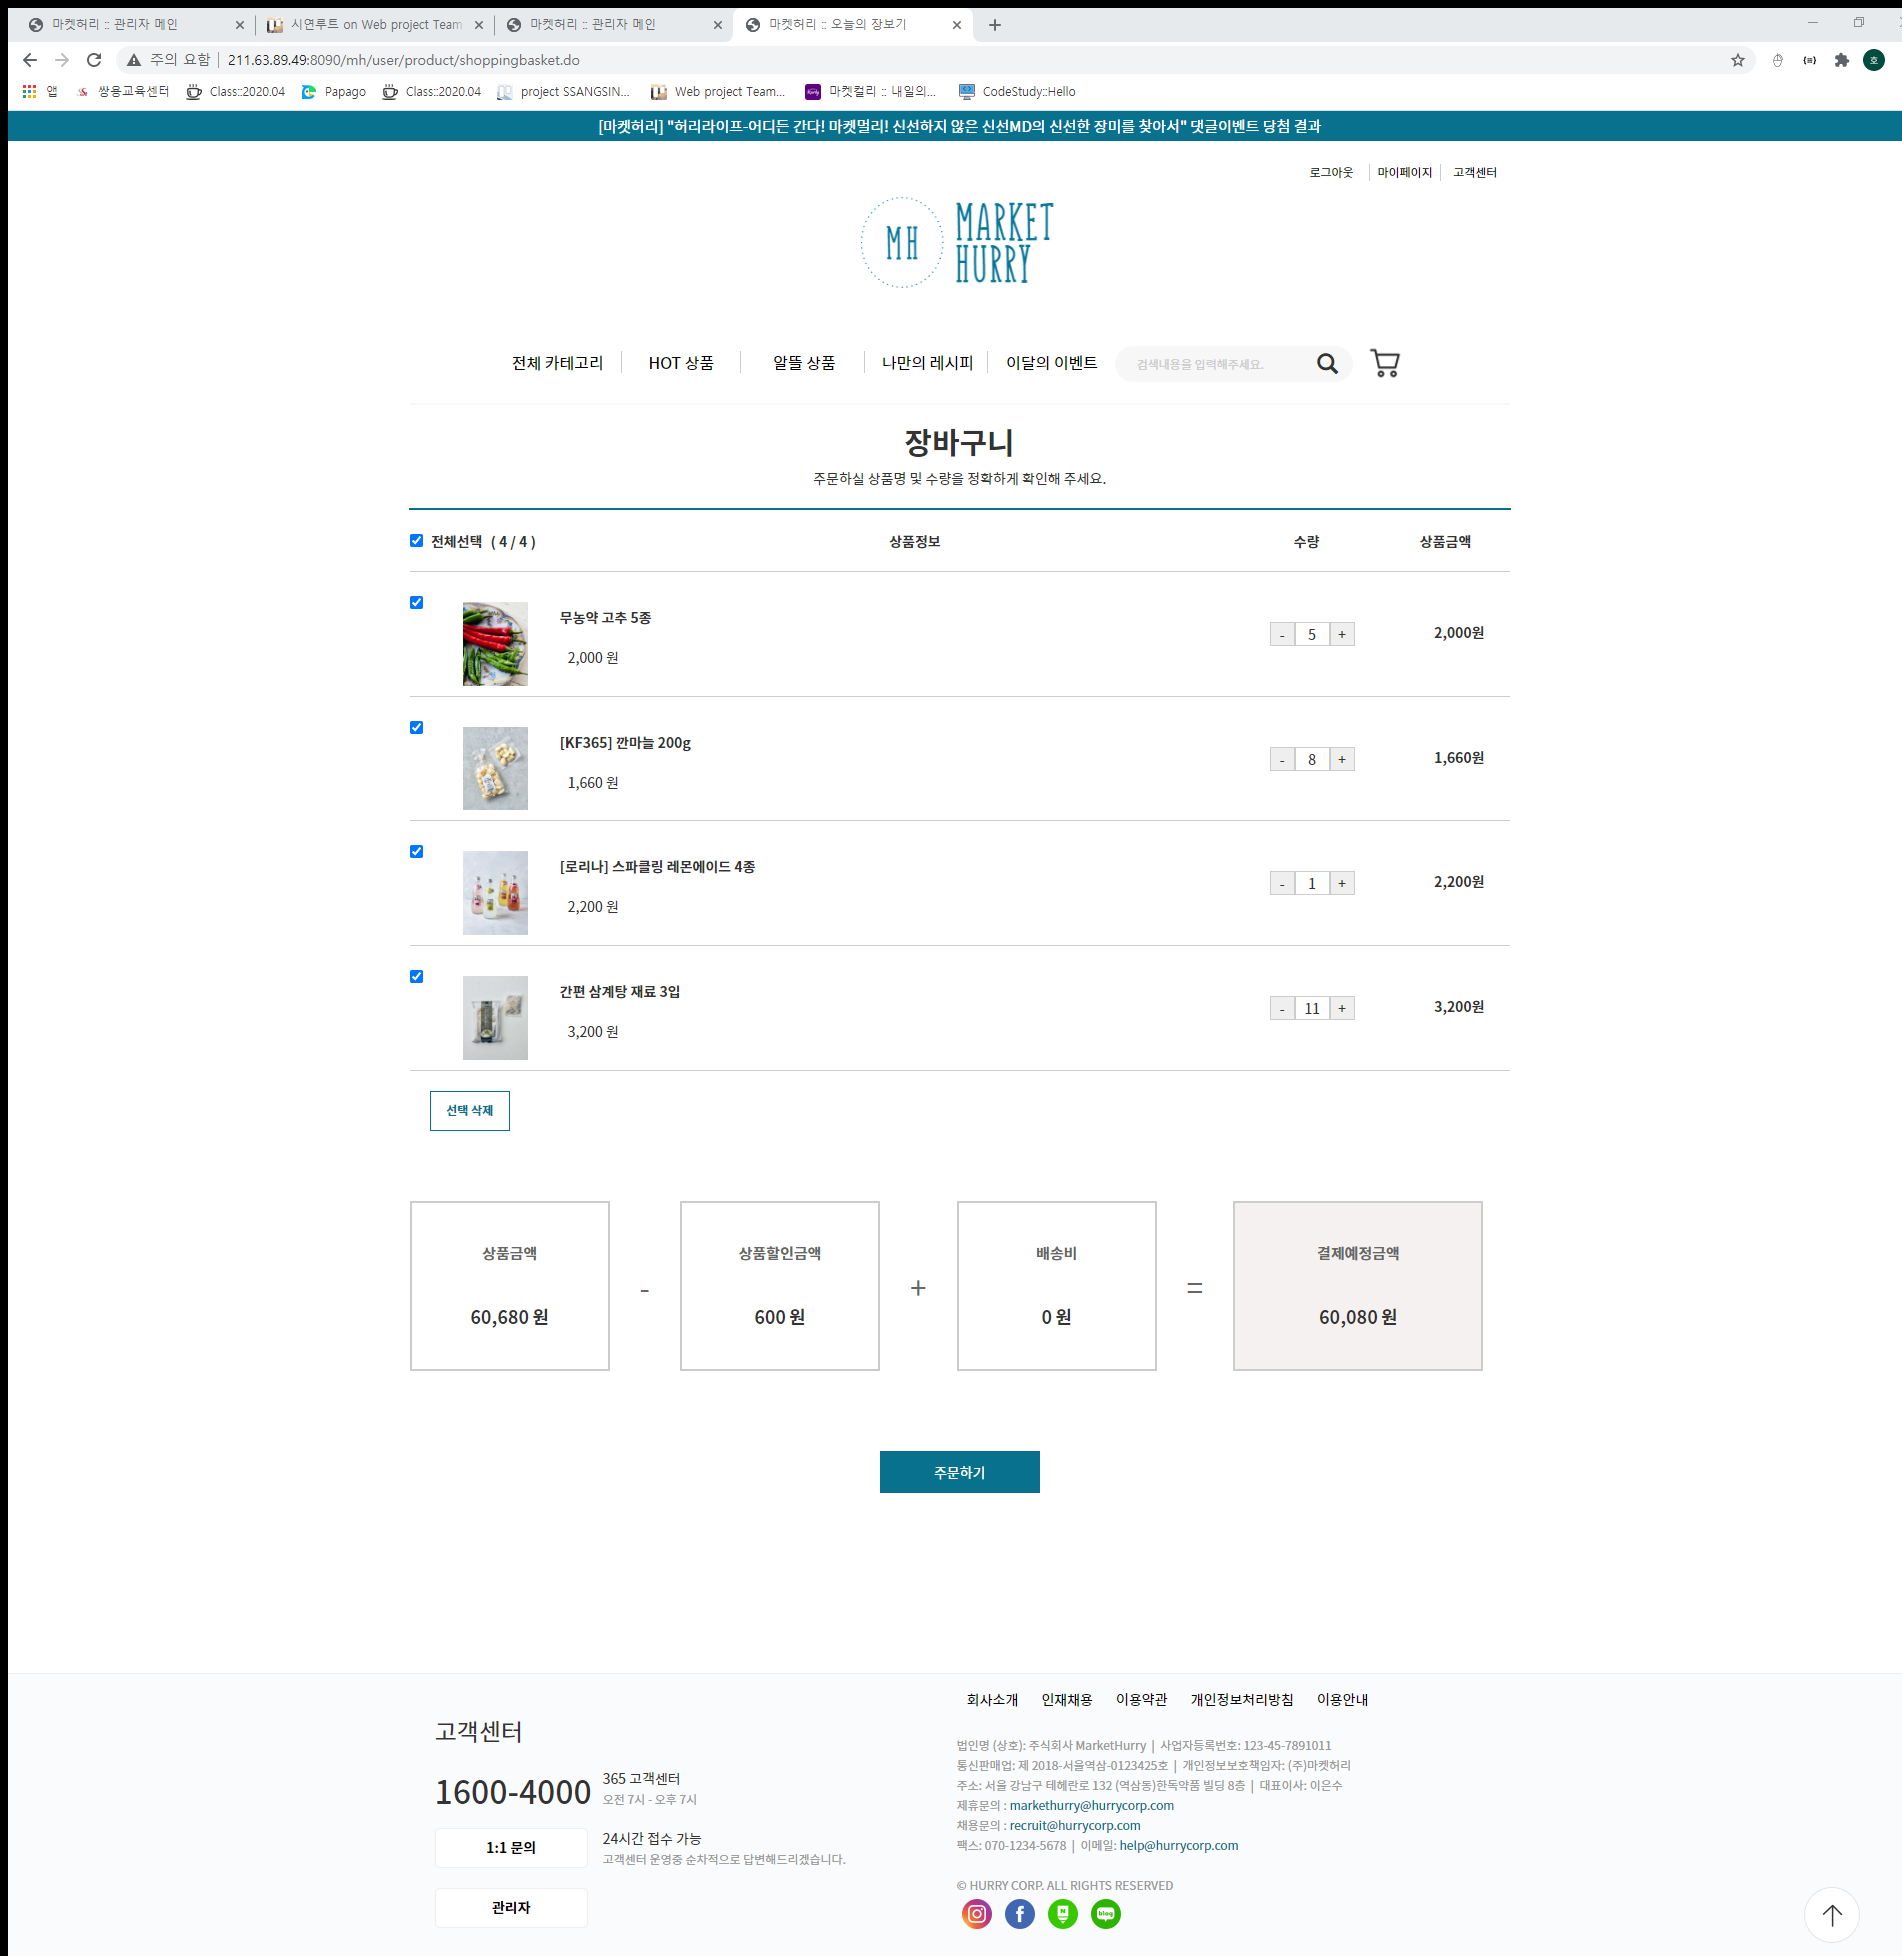 마켓허리 :: 관리자 메인
시연루트 on Web project Team
마켓허리 :: 관리자 메인
마켓허리 :: 오늘의 장보기
주의 요함
211.63.89.49:8090/mh/user/product/shoppingbasket.do
호
앱
쌍용교육센터
Class::2020.04
Papago
Class::2020.04
project SSANGSIN...
Web project Team...
마켓컬리 :: 내일의...
CodeStudy::Hello
[마켓허리] "허리라이프-어디든 간다! 마켓멀리! 신선하지 않은 신선MD의 신선한 장미를 찾아서" 댓글이벤트 당첨 결과
로그아웃 마이페이지 고객센터
MH
MARKET
HURRY
전체 카테고리 HOT 상품 알뜰 상품 나만의 레시피 이달의 이벤트 검색내용을 입력해주세요.
장바구니
주문하실 상품명 및 수량을 정확하게 확인해 주세요.
전체선택 ( 4 / 4 ) 상품정보 수량 상품금액
무농약 고추 5종
2,000 원
- 5 +
2,000원
[KF365] 깐마늘 200g
1,660 원
- 8 +
1,660원
[로리나] 스파클링 레몬에이드 4종
2,200 원
- 1 +
2,200원
간편 삼계탕 재료 3입
3,200 원
- 11 +
3,200원
선택 삭제
상품금액
60,680 원
-
상품할인금액
600 원
+
배송비
0 원
=
결제예정금액
60,080 원
주문하기
고객센터
1600-4000
365 고객센터
오전 7시 - 오후 7시
1:1 문의
24시간 접수 가능
고객센터 운영중 순차적으로 답변해드리겠습니다.
관리자
회사소개 인재채용 이용약관 개인정보처리방침 이용안내
법인명 (상호): 주식회사 MarketHurry | 사업자등록번호: 123-45-7891011
통신판매업: 제 2018-서울역삼-0123425호 | 개인정보보호책임자: (주)마켓허리
주소: 서울 강남구 테헤란로 132 (역삼동)한독약품 빌딩 8층 | 대표이사: 이은수
제휴문의 : markethurry@hurrycorp.com
채용문의 : recruit@hurrycorp.com
팩스: 070-1234-5678 | 이메일: help@hurrycorp.com
© HURRY CORP. ALL RIGHTS RESERVED
blog